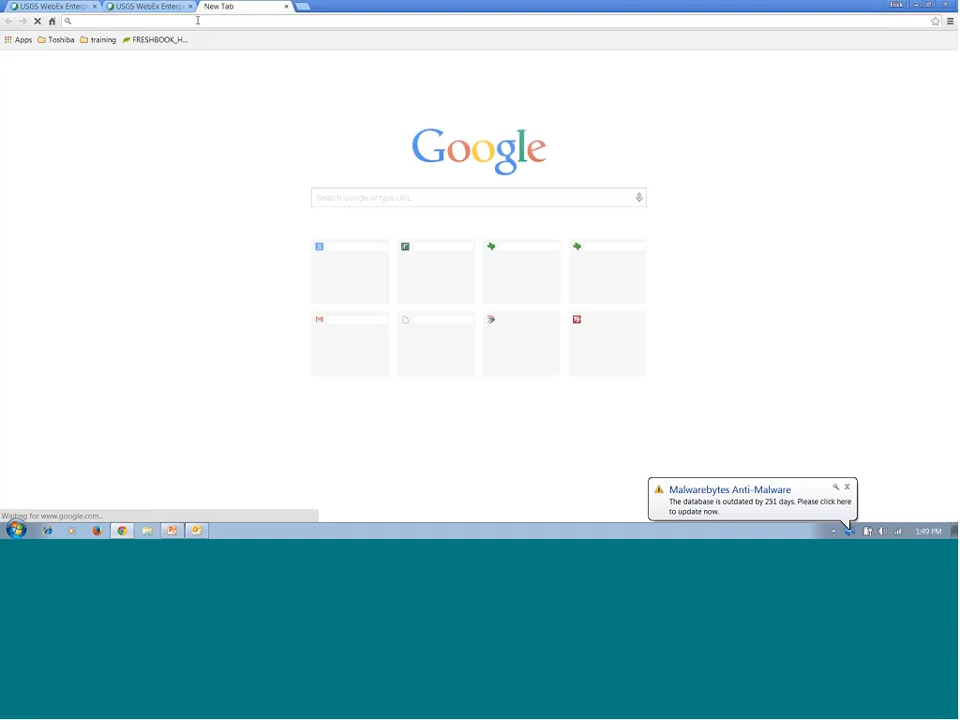 USGS WebEx Enterp
USGS WebEx Enterp
New Tab
Apps
Toshiba
training
FRESHBOOK_H...
Google
Search Google or type URL
Malwarebytes Anti-Malware
The database is outdated by 251 days. Please click here
to update now.
Waiting for www.google.com...
1:49 PM